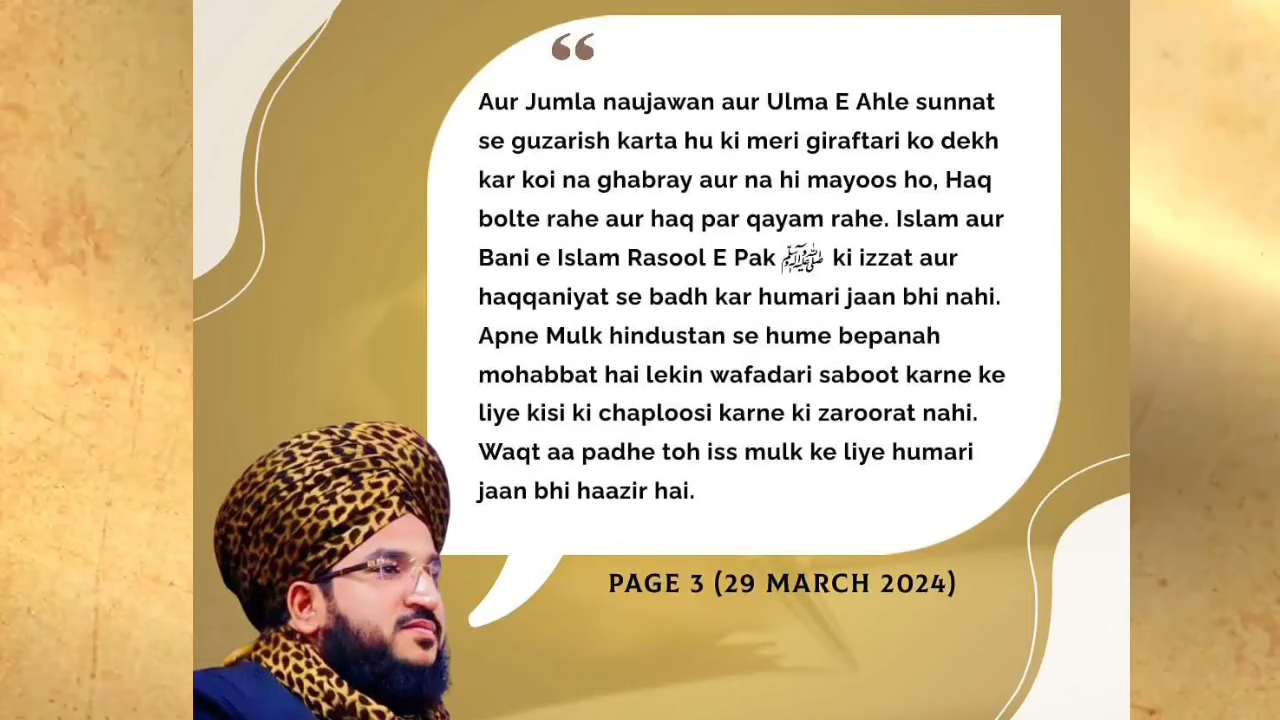 Aur Jumla naujawan aur Ulma E Ahle sunnat
se guzarish karta hu ki meri giraftari ko dekh
kar koi na ghabray aur na hi mayoos ho, Haq
bolte rahe aur haq par qayam rahe. Islam aur
Bani e Islam Rasool E Pak ﷺ ki izzat aur
haqqaniyat se badh kar humari jaan bhi nahi.
Apne Mulk hindustan se hume bepanah
mohabbat hai lekin wafadari saboot karne ke
liye kisi ki chaploosi karne ki zaroorat nahi.
Waqt aa padhe toh iss mulk ke liye humari
jaan bhi haazir hai.
PAGE 3 (29 MARCH 2024)